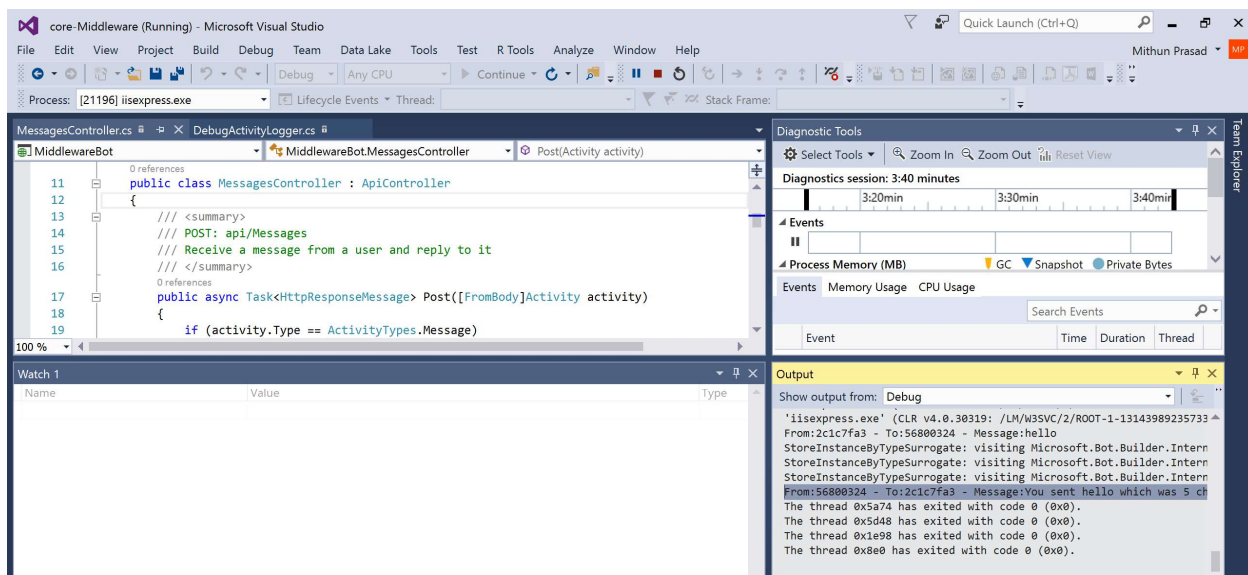 core-Middleware (Running) - Microsoft Visual Studio
Quick Launch (Ctrl+Q)
File Edit View Project Build Debug Team Data Lake Tools Test R Tools Analyze Window Help
Mithun Prasad
MP
Debug Any CPU Continue
Process: [21196] iisexpress.exe Lifecycle Events Thread: Stack Frame:
MessagesController.cs DebugActivityLogger.cs
MiddlewareBot MiddlewareBot.MessagesController Post(Activity activity)
0 references
11 public class MessagesController : ApiController
12 {
13 /// <summary>
14 /// POST: api/Messages
15 /// Receive a message from a user and reply to it
16 /// </summary>
0 references
17 public async Task<HttpResponseMessage> Post([FromBody]Activity activity)
18 {
19 if (activity.Type == ActivityTypes.Message)
100 %
Diagnostic Tools
Select Tools Zoom In Zoom Out Reset View
Diagnostics session: 3:40 minutes
3:20min 3:30min 3:40min
Events
Process Memory (MB) GC Snapshot Private Bytes
Events Memory Usage CPU Usage
Search Events
Event Time Duration Thread
Team Explorer
Watch 1
Name Value Type
Output
Show output from: Debug
'iisexpress.exe' (CLR v4.0.30319: /LM/W3SVC/2/ROOT-1-13143989235733
From:2c1c7fa3 - To:56800324 - Message:hello
StoreInstanceByTypeSurrogate: visiting Microsoft.Bot.Builder.Intern
StoreInstanceByTypeSurrogate: visiting Microsoft.Bot.Builder.Intern
StoreInstanceByTypeSurrogate: visiting Microsoft.Bot.Builder.Intern
From:56800324 - To:2c1c7fa3 - Message:You sent hello which was 5 ch
The thread 0x5a74 has exited with code 0 (0x0).
The thread 0x5d48 has exited with code 0 (0x0).
The thread 0x1e98 has exited with code 0 (0x0).
The thread 0x8e0 has exited with code 0 (0x0).